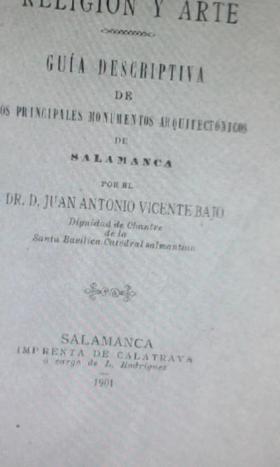 RELIGIÓN Y ARTE
GUÍA DESCRIPTIVA
DE
OS PRINCIPALES MONUMENTOS ARQUITECTÓNICOS
DE
SALAMANCA
POR EL
DR. D. JUAN ANTONIO VICENTE BAJO
Dignidad de Chantre
de la
Santa Basílica Catedral salmantina
SALAMANCA
IMPRENTA DE CALATRAVA
á cargo de L. Rodríguez
1901